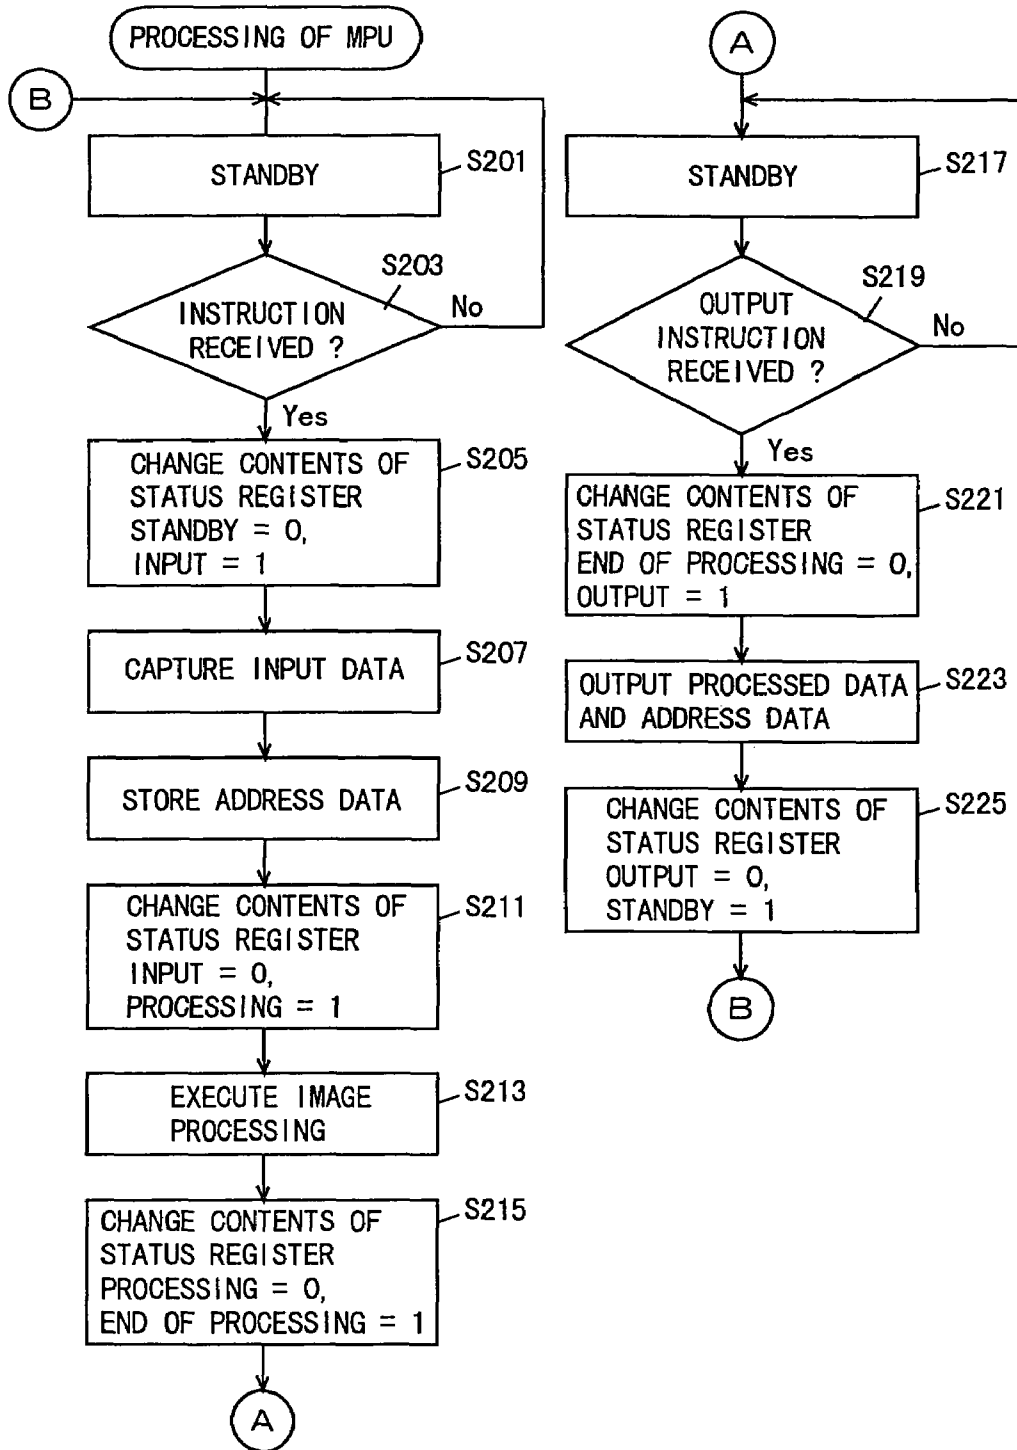 PROCESSING OF MPU
B
STANDBY
S201
S203
INSTRUCTION
RECEIVED ?
No
Yes
CHANGE CONTENTS OF
STATUS REGISTER
STANDBY = 0,
INPUT = 1
S205
CAPTURE INPUT DATA
S207
STORE ADDRESS DATA
S209
CHANGE CONTENTS OF
STATUS REGISTER
INPUT = 0,
PROCESSING = 1
S211
EXECUTE IMAGE
PROCESSING
S213
CHANGE CONTENTS OF
STATUS REGISTER
PROCESSING = 0,
END OF PROCESSING = 1
S215
A
A
STANDBY
S217
S219
OUTPUT
INSTRUCTION
RECEIVED ?
No
Yes
CHANGE CONTENTS OF
STATUS REGISTER
END OF PROCESSING = 0,
OUTPUT = 1
S221
OUTPUT PROCESSED DATA
AND ADDRESS DATA
S223
CHANGE CONTENTS OF
STATUS REGISTER
OUTPUT = 0,
STANDBY = 1
S225
B